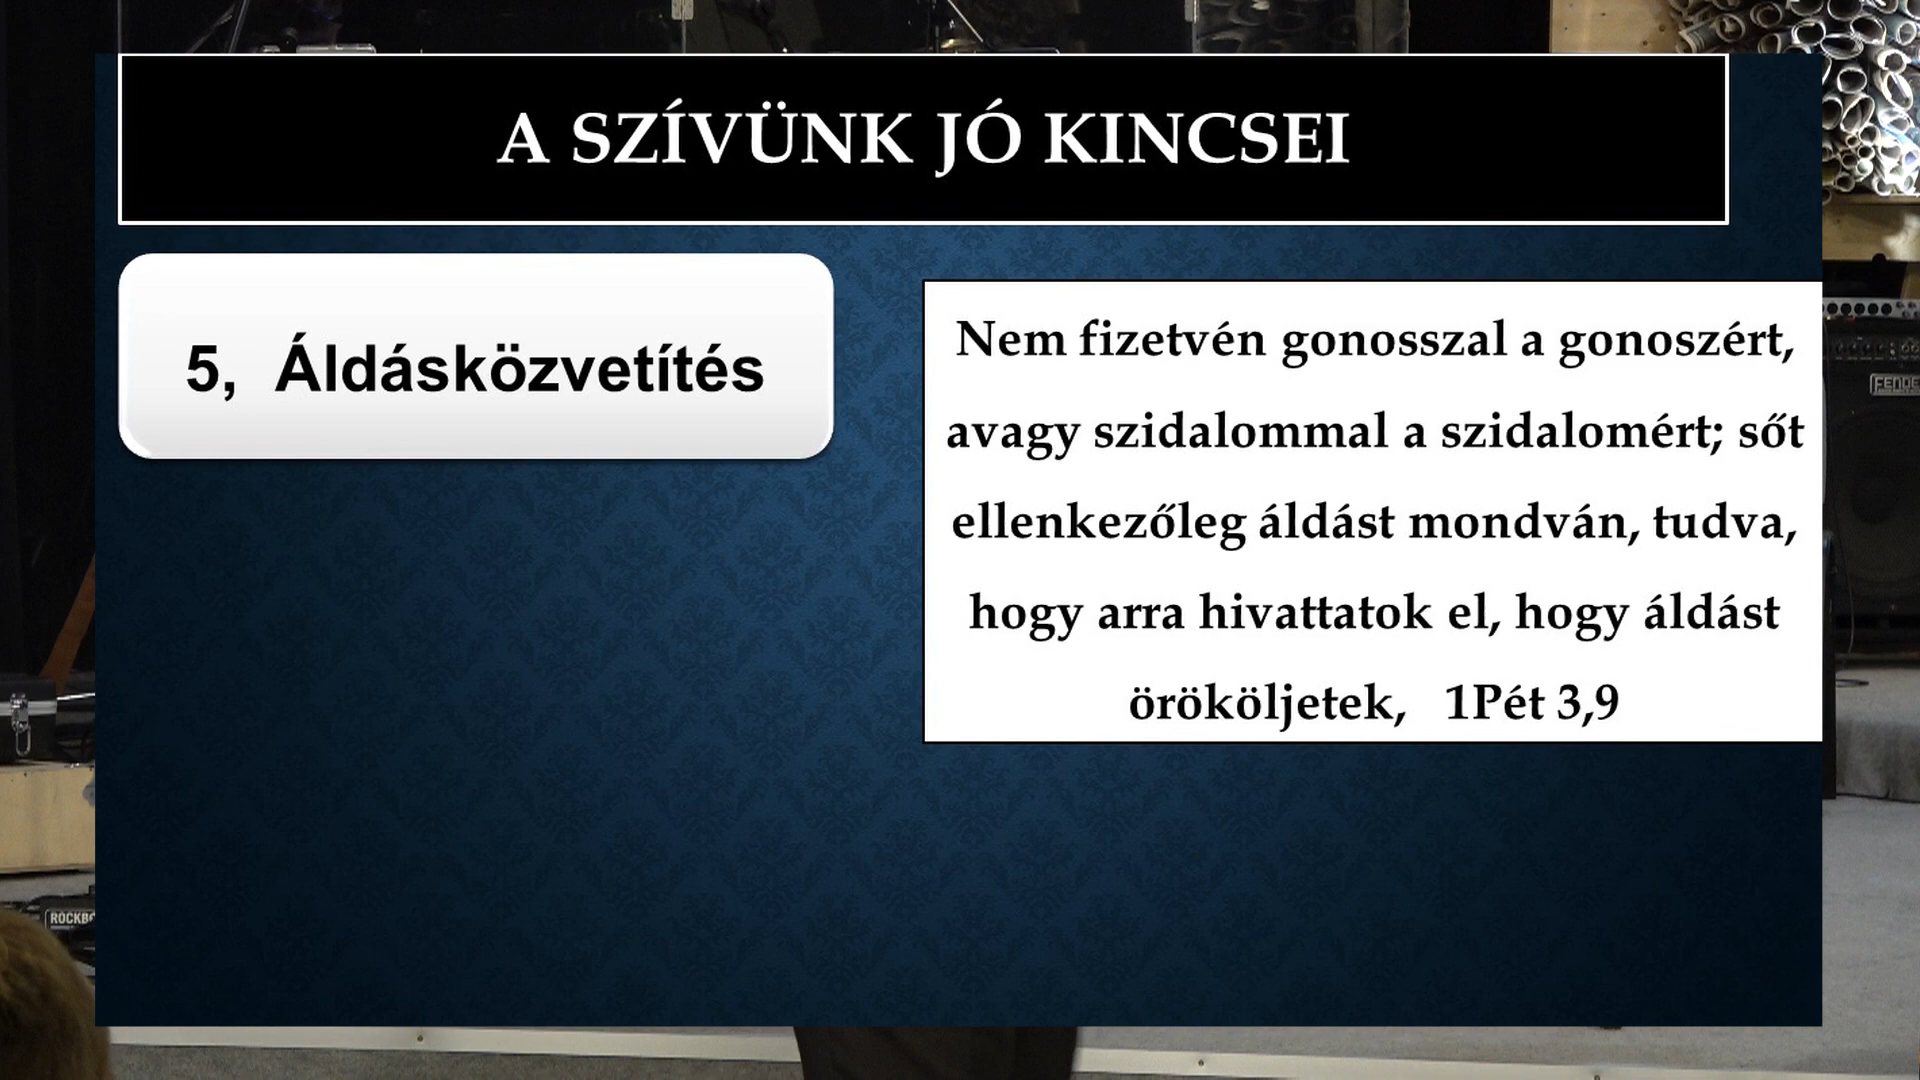 A SZÍVÜNK JÓ KINCSEI
5, Áldásközvetítés
Nem fizetvén gonosszal a gonoszért,
avagy szidalommal a szidalomért; sőt
ellenkezőleg áldást mondván, tudva,
hogy arra hivattatok el, hogy áldást
örököljetek, 1Pét 3,9